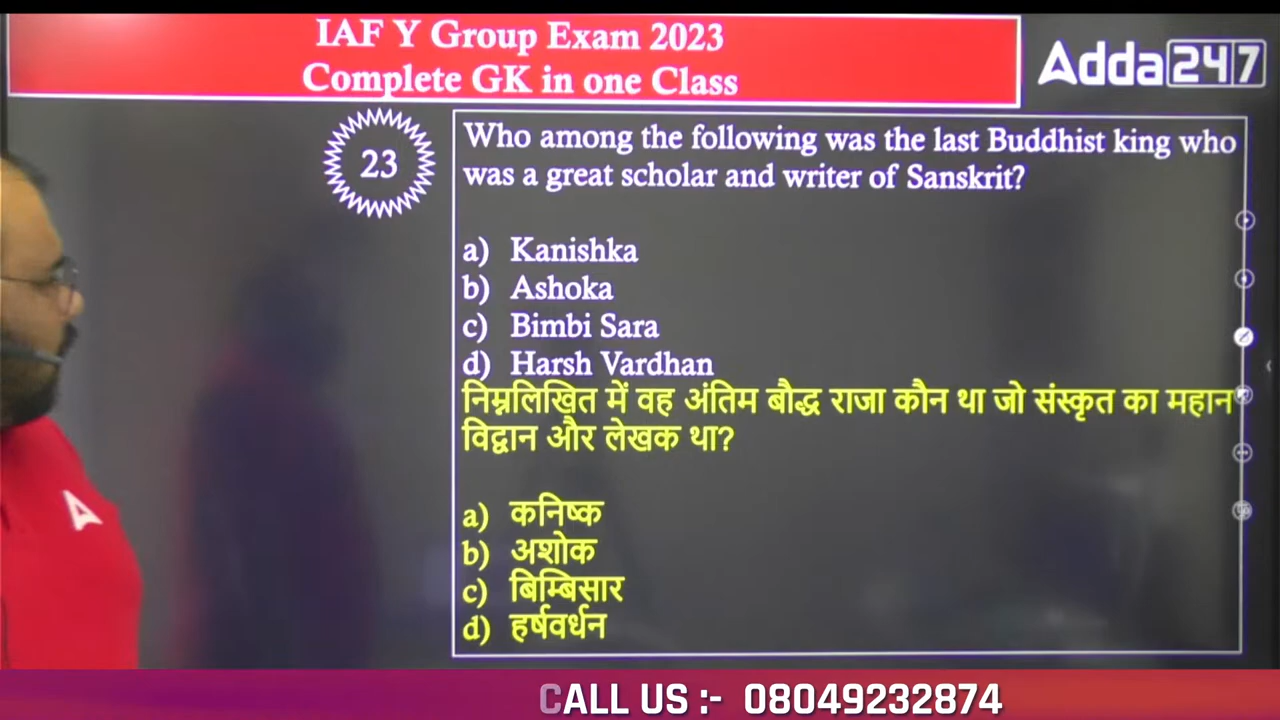 IAF Y Group Exam 2023
Complete GK in one Class
Adda247
23
Who among the following was the last Buddhist king who
was a great scholar and writer of Sanskrit?
a) Kanishka
b) Ashoka
c) Bimbi Sara
d) Harsh Vardhan
निम्नलिखित में वह अंतिम बौद्ध राजा कौन था जो संस्कृत का महान
विद्वान और लेखक था?
a) कनिष्क
b) अशोक
c) बिम्बिसार
d) हर्षवर्धन
CALL US :- 08049232874